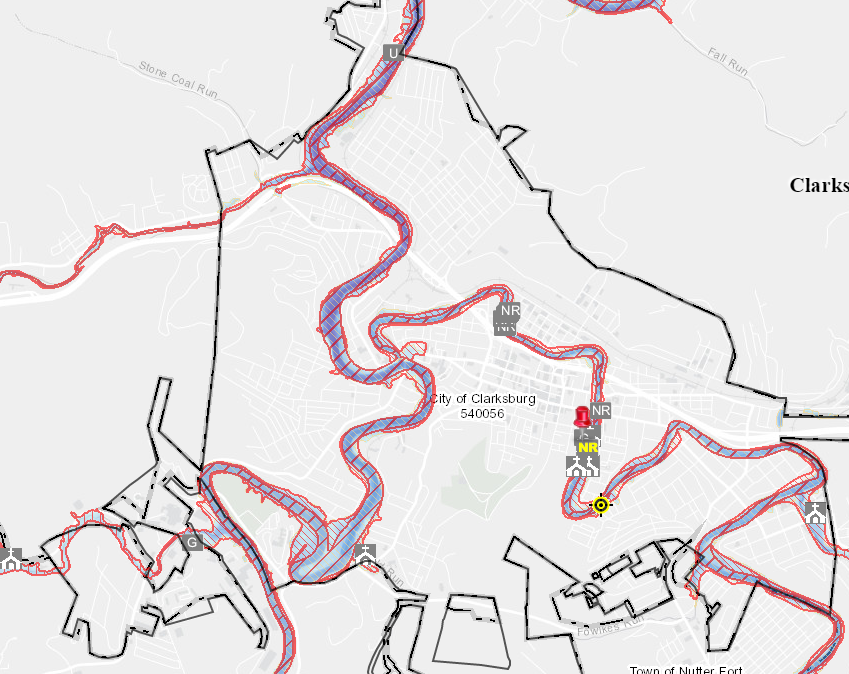 U
Fall Run
Stone Coal Run
Clarks
NR
NR
City of Clarksburg
540056
NR
NR
G
Run
Fowlkes Run
Town of Nutter Fort